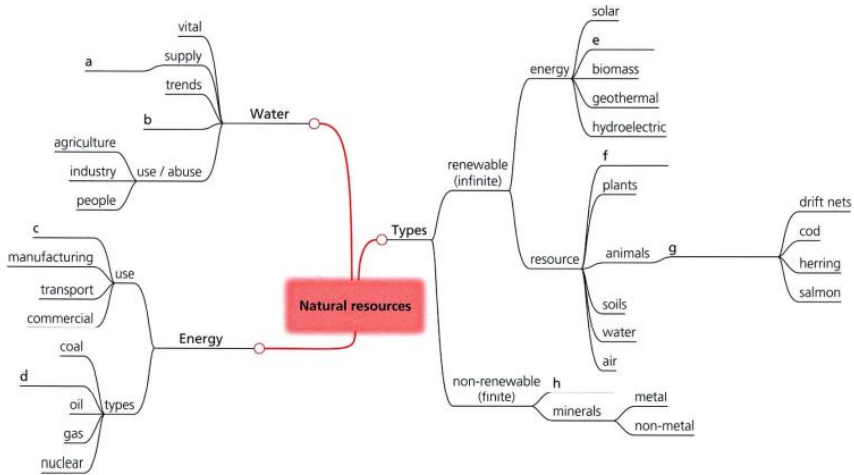 solar
vital
e
a
supply
energy
biomass
trends
geothermal
b
Water
hydroelectric
agriculture
f
industry
use / abuse
renewable
(infinite)
plants
people
drift nets
Types
c
cod
resource
animals
g
manufacturing
use
herring
transport
salmon
Natural resources
soils
commercial
water
Energy
coal
air
d
non-renewable
(finite)
h
metal
oil
types
minerals
gas
non-metal
nuclear